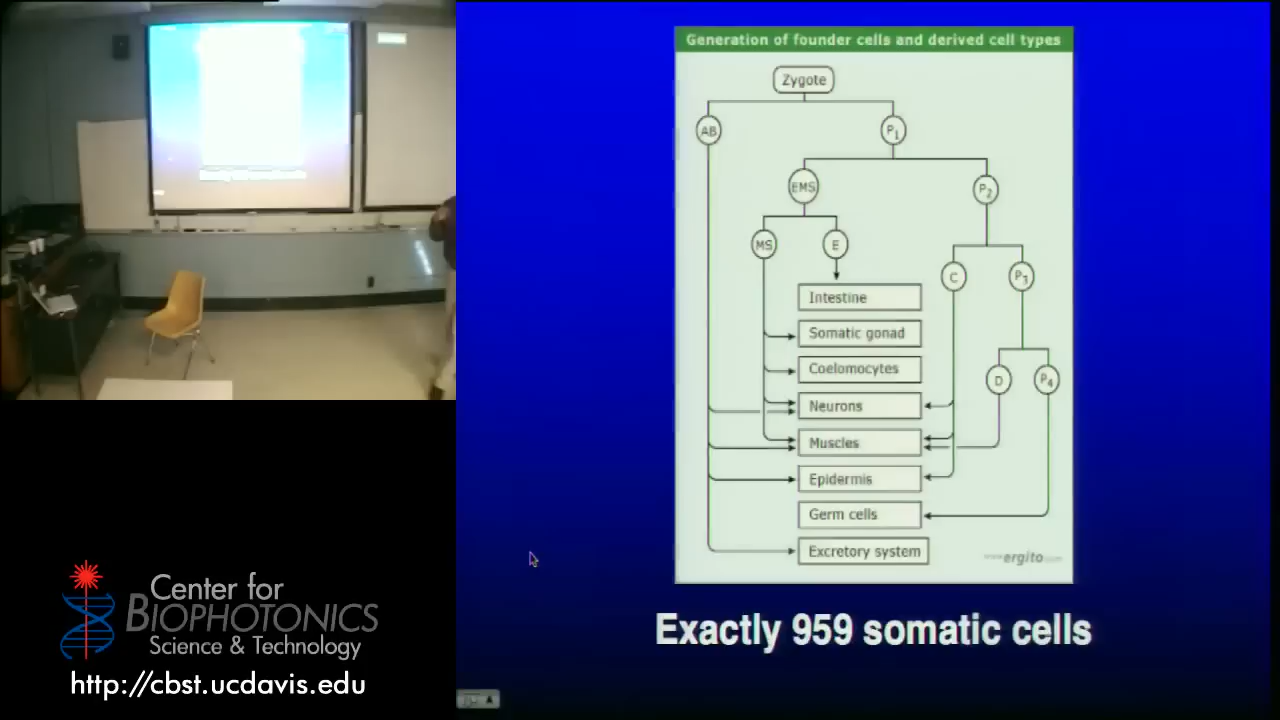 Generation of founder cells and derived cell types
Zygote
AB
P1
EMS
P2
MS
E
C
P3
Intestine
Somatic gonad
Coelomocytes
D
P4
Neurons
Muscles
Epidermis
Germ cells
Excretory system
www.ergito.com
Exactly 959 somatic cells
Center for
BIOPHOTONICS
Science & Technology
http://cbst.ucdavis.edu